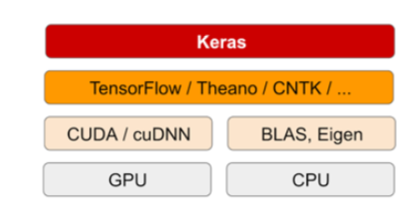 Keras
TensorFlow / Theano / CNTK / ...
CUDA / cuDNN
BLAS, Eigen
GPU
CPU